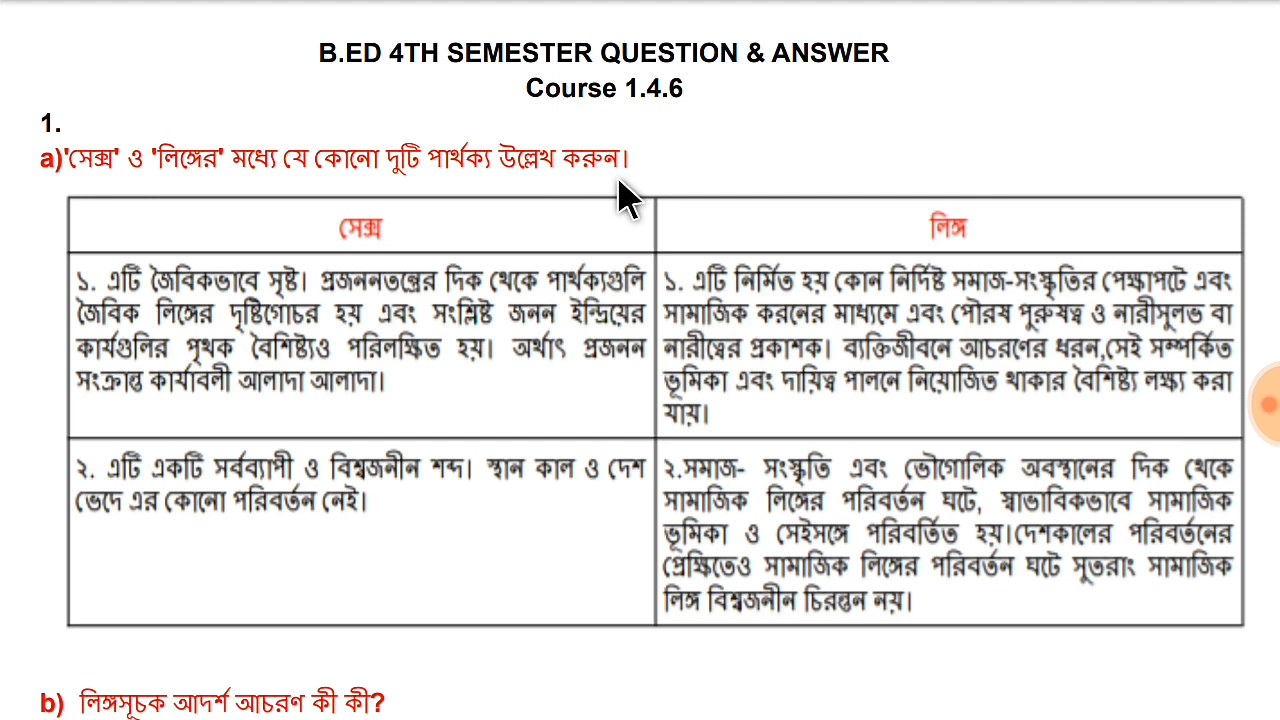 B.ED 4TH SEMESTER QUESTION & ANSWER
Course 1.4.6
1.
a)'সেক্স' ও 'লিঙ্গের' মধ্যে যে কোনো দুটি পার্থক্য উল্লেখ করুন।
সেক্স
লিঙ্গ
১. এটি জৈবিকভাবে সৃষ্ট। প্রজননতন্ত্রের দিক থেকে পার্থক্যগুলি
জৈবিক লিঙ্গের দৃষ্টিগোচর হয় এবং সংশ্লিষ্ট জনন ইন্দ্রিয়ের
কার্যগুলির পৃথক বৈশিষ্ট্যও পরিলক্ষিত হয়। অর্থাৎ প্রজনন
সংক্রান্ত কার্যাবলী আলাদা আলাদা।
১. এটি নির্মিত হয় কোন নির্দিষ্ট সমাজ-সংস্কৃতির পেক্ষাপটে এবং
সামাজিক করনের মাধ্যমে এবং পৌরষ পুরুষত্ব ও নারীসুলভ বা
নারীত্বের প্রকাশক। ব্যক্তিজীবনে আচরণের ধরন,সেই সম্পর্কিত
ভূমিকা এবং দায়িত্ব পালনে নিয়োজিত থাকার বৈশিষ্ট্য লক্ষ্য করা
যায়।
২. এটি একটি সর্বব্যাপী ও বিশ্বজনীন শব্দ। স্থান কাল ও দেশ
ভেদে এর কোনো পরিবর্তন নেই।
২.সমাজ- সংস্কৃতি এবং ভৌগোলিক অবস্থানের দিক থেকে
সামাজিক লিঙ্গের পরিবর্তন ঘটে, স্বাভাবিকভাবে সামাজিক
ভূমিকা ও সেইসঙ্গে পরিবর্তিত হয়।দেশকালের পরিবর্তনের
প্রেক্ষিতেও সামাজিক লিঙ্গের পরিবর্তন ঘটে সুতরাং সামাজিক
লিঙ্গ বিশ্বজনীন চিরন্তন নয়।
b) লিঙ্গসূচক আদর্শ আচরণ কী কী?